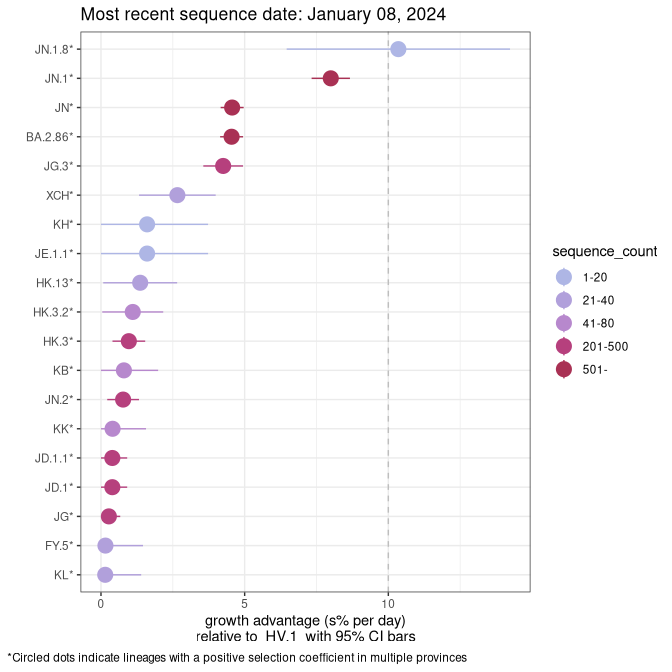 Most recent sequence date: January 08, 2024
JN.1.8*
JN.1*
JN*
BA.2.86*
JG.3*
XCH*
KH*
JE.1.1*
HK.13*
HK.3.2*
HK.3*
KB*
JN.2*
KK*
JD.1.1*
JD.1*
JG*
FY.5*
KL*
0 5 10
growth advantage (s% per day)
relative to HV.1 with 95% CI bars
sequence_count
1-20
21-40
41-80
201-500
501-
*Circled dots indicate lineages with a positive selection coefficient in multiple provinces